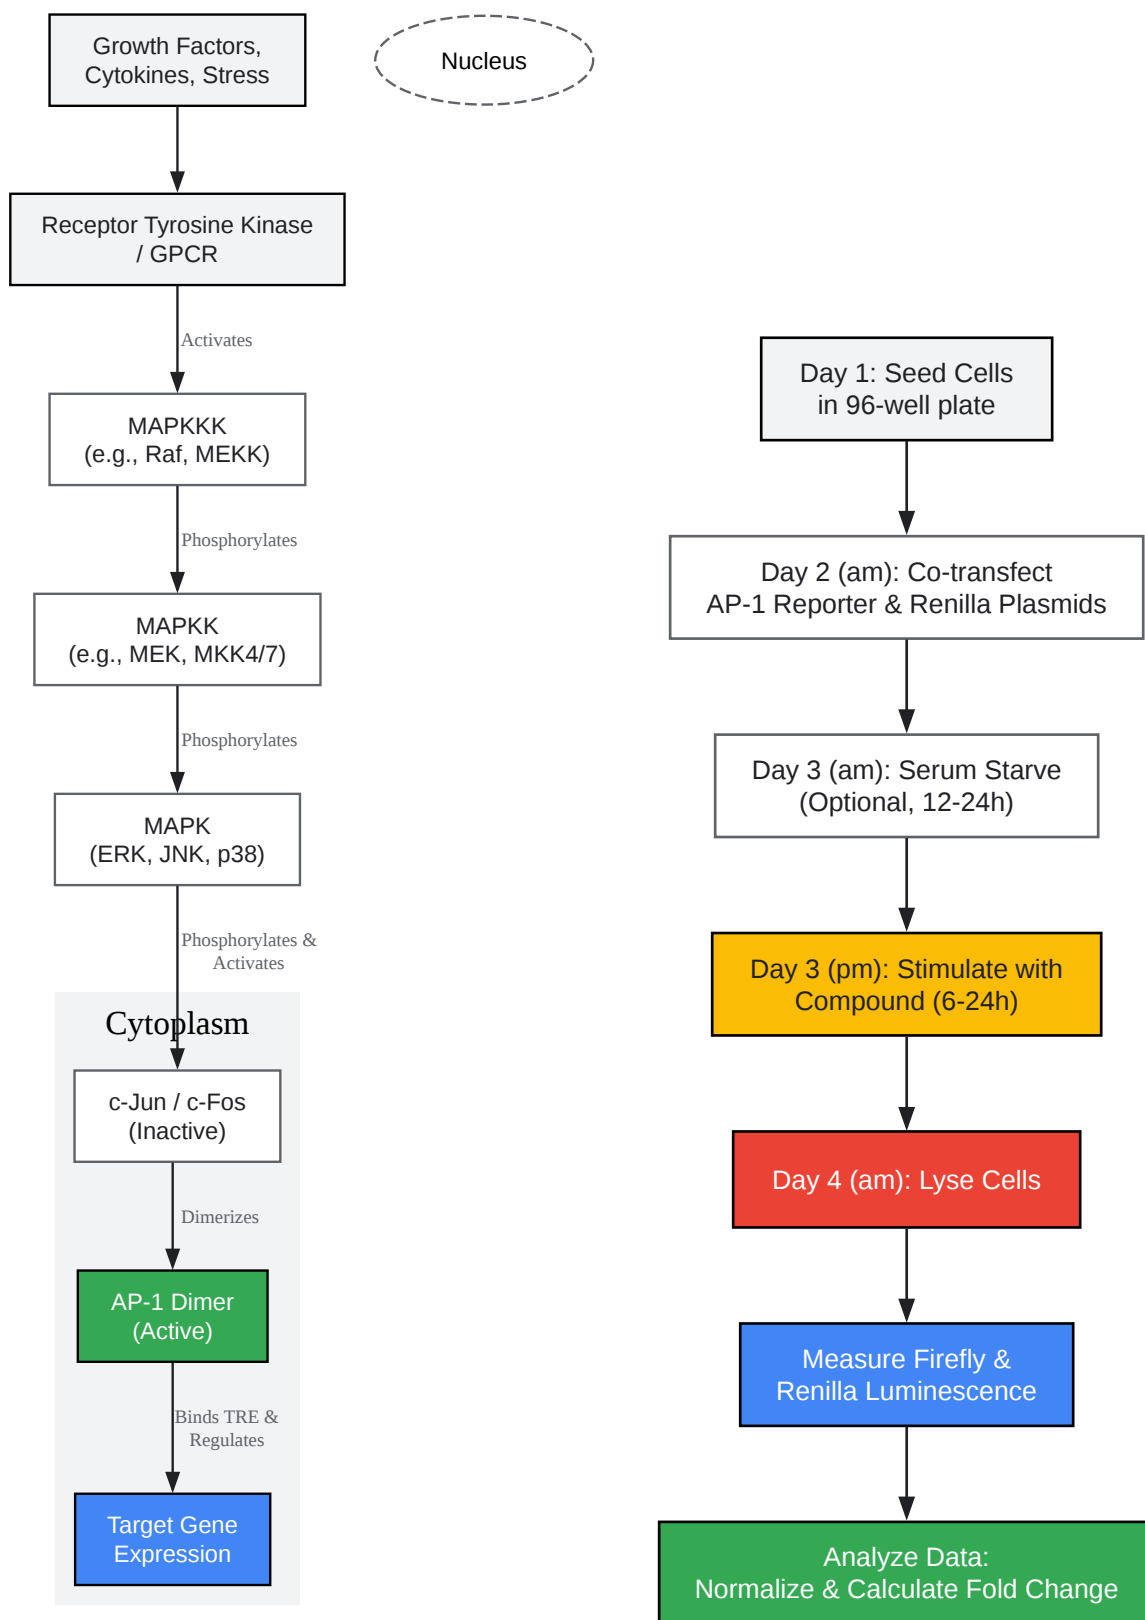 Growth Factors,
Cytokines, Stress
Nucleus
Receptor Tyrosine Kinase
/ GPCR
Activates
MAPKKK
(e.g., Raf, MEKK)
Phosphorylates
MAPKK
(e.g., MEK, MKK4/7)
Phosphorylates
MAPK
(ERK, JNK, p38)
Phosphorylates &
Activates
Cytoplasm
c-Jun / c-Fos
(Inactive)
Dimerizes
AP-1 Dimer
(Active)
Binds TRE &
Regulates
Target Gene
Expression
Day 1: Seed Cells
in 96-well plate
Day 2 (am): Co-transfect
AP-1 Reporter & Renilla Plasmids
Day 3 (am): Serum Starve
(Optional, 12-24h)
Day 3 (pm): Stimulate with
Compound (6-24h)
Day 4 (am): Lyse Cells
Measure Firefly &
Renilla Luminescence
Analyze Data:
Normalize & Calculate Fold Change